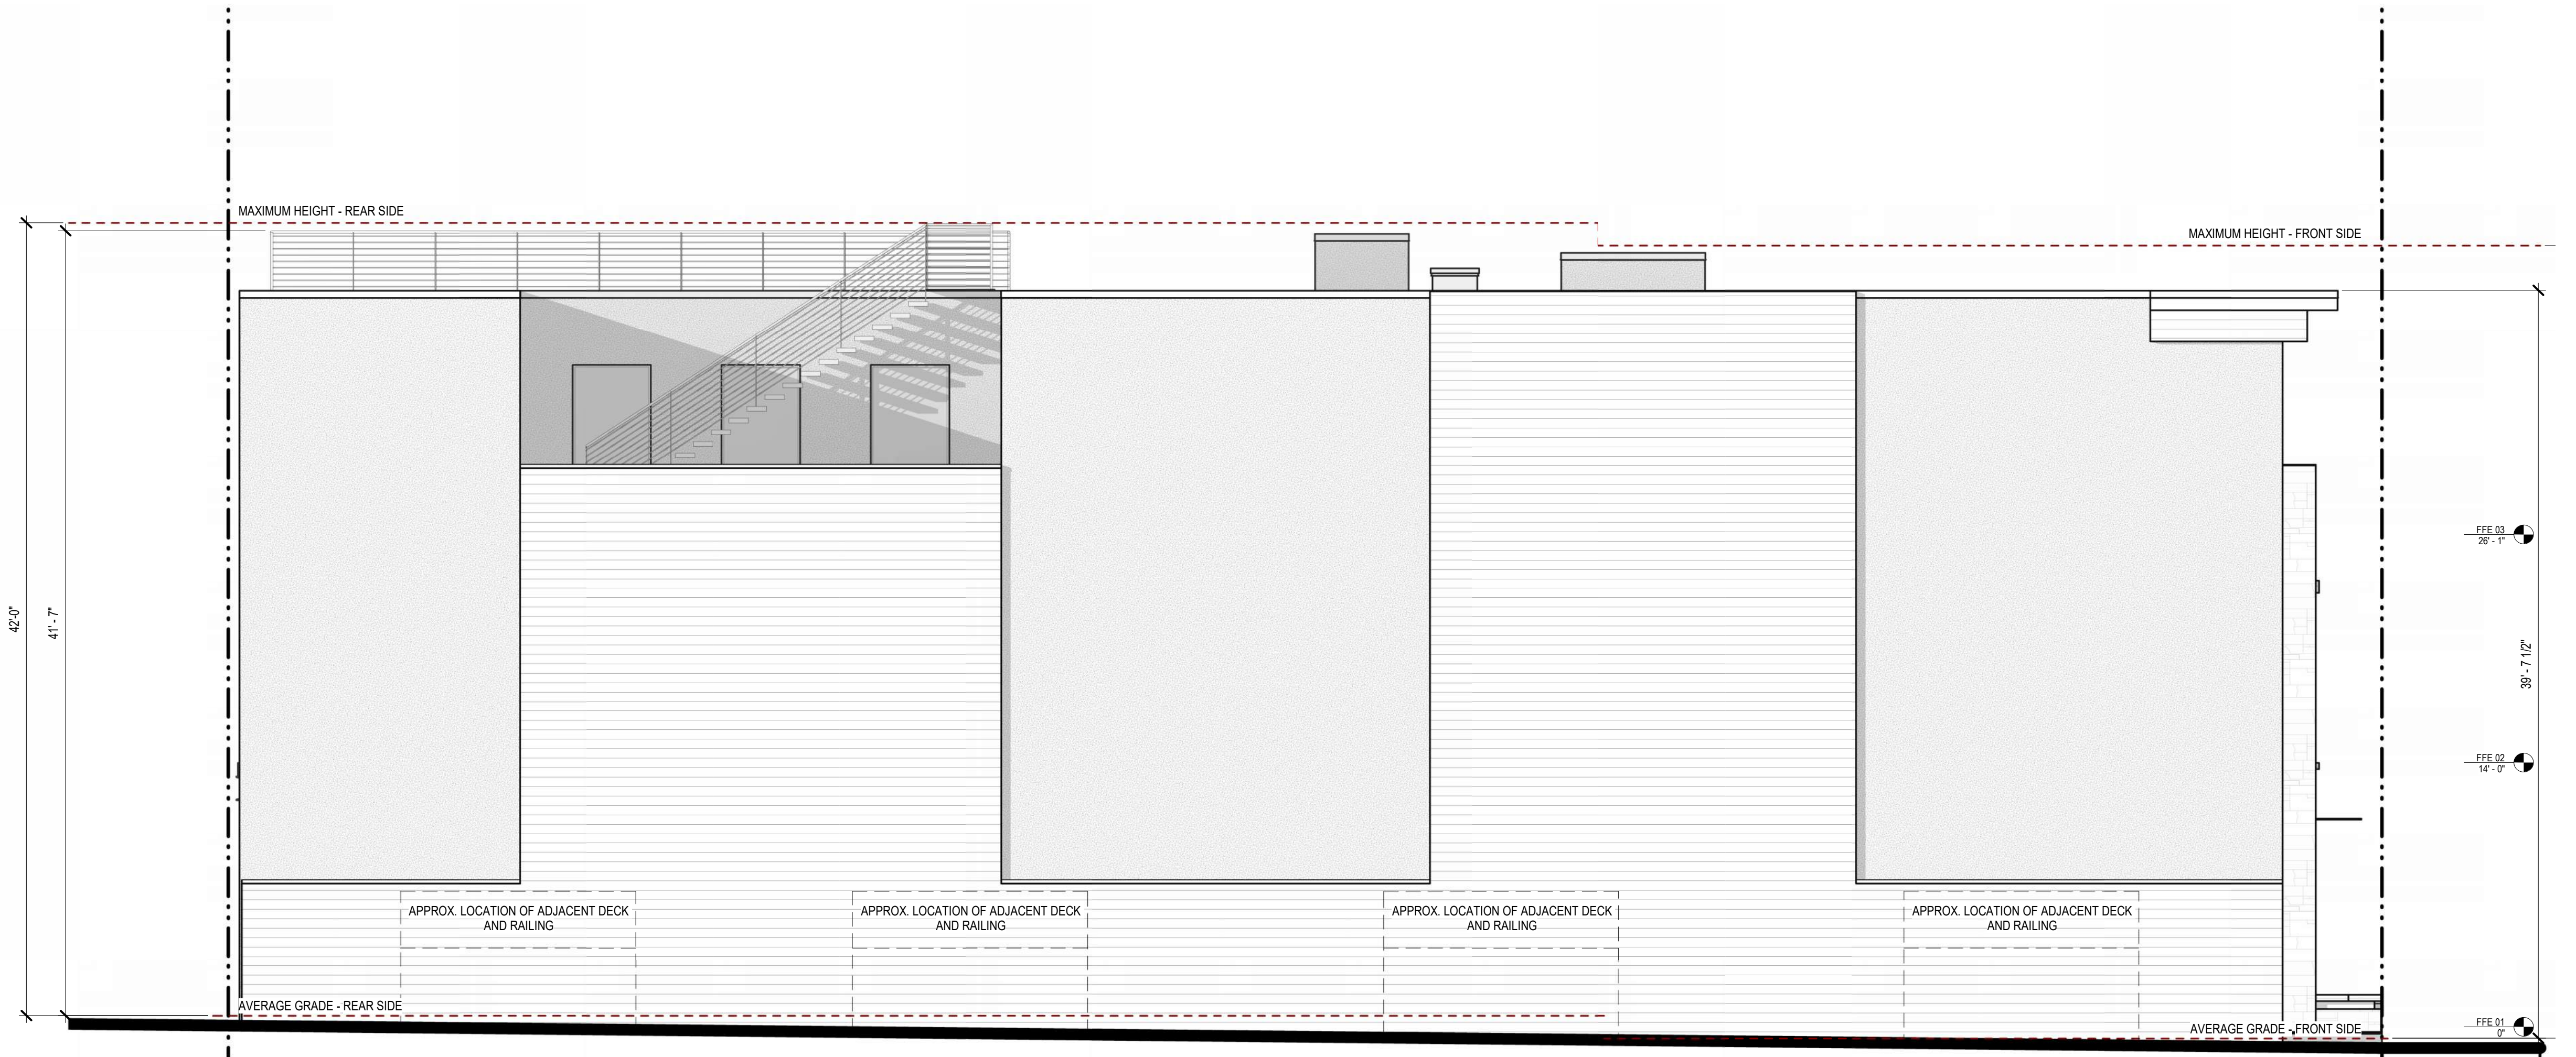 MAXIMUM HEIGHT - REAR SIDE
MAXIMUM HEIGHT - FRONT SIDE
FFE 03
26' - 1"
42'-0"
41' - 7"
39' - 7 1/2"
FFE 02
14' - 0"
APPROX. LOCATION OF ADJACENT DECK
AND RAILING
APPROX. LOCATION OF ADJACENT DECK
AND RAILING
APPROX. LOCATION OF ADJACENT DECK
AND RAILING
APPROX. LOCATION OF ADJACENT DECK
AND RAILING
AVERAGE GRADE - REAR SIDE
AVERAGE GRADE - FRONT SIDE
FFE 01
0"